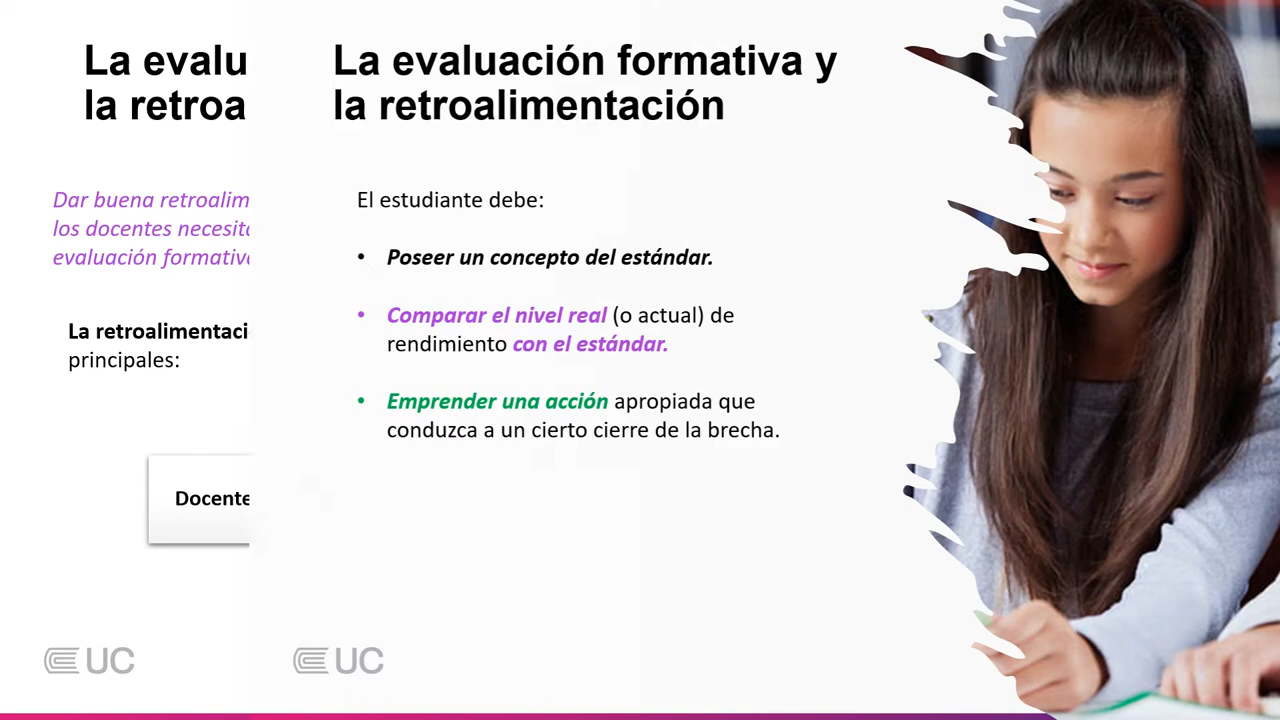 La evalu
la retroa
Dar buena retroalim
los docentes necesit
evaluación formativ
La retroalimentaci
principales:
Docente
UC
La evaluación formativa y
la retroalimentación
El estudiante debe:
• Poseer un concepto del estándar.
• Comparar el nivel real (o actual) de
rendimiento con el estándar.
• Emprender una acción apropiada que
conduzca a un cierto cierre de la brecha.
UC